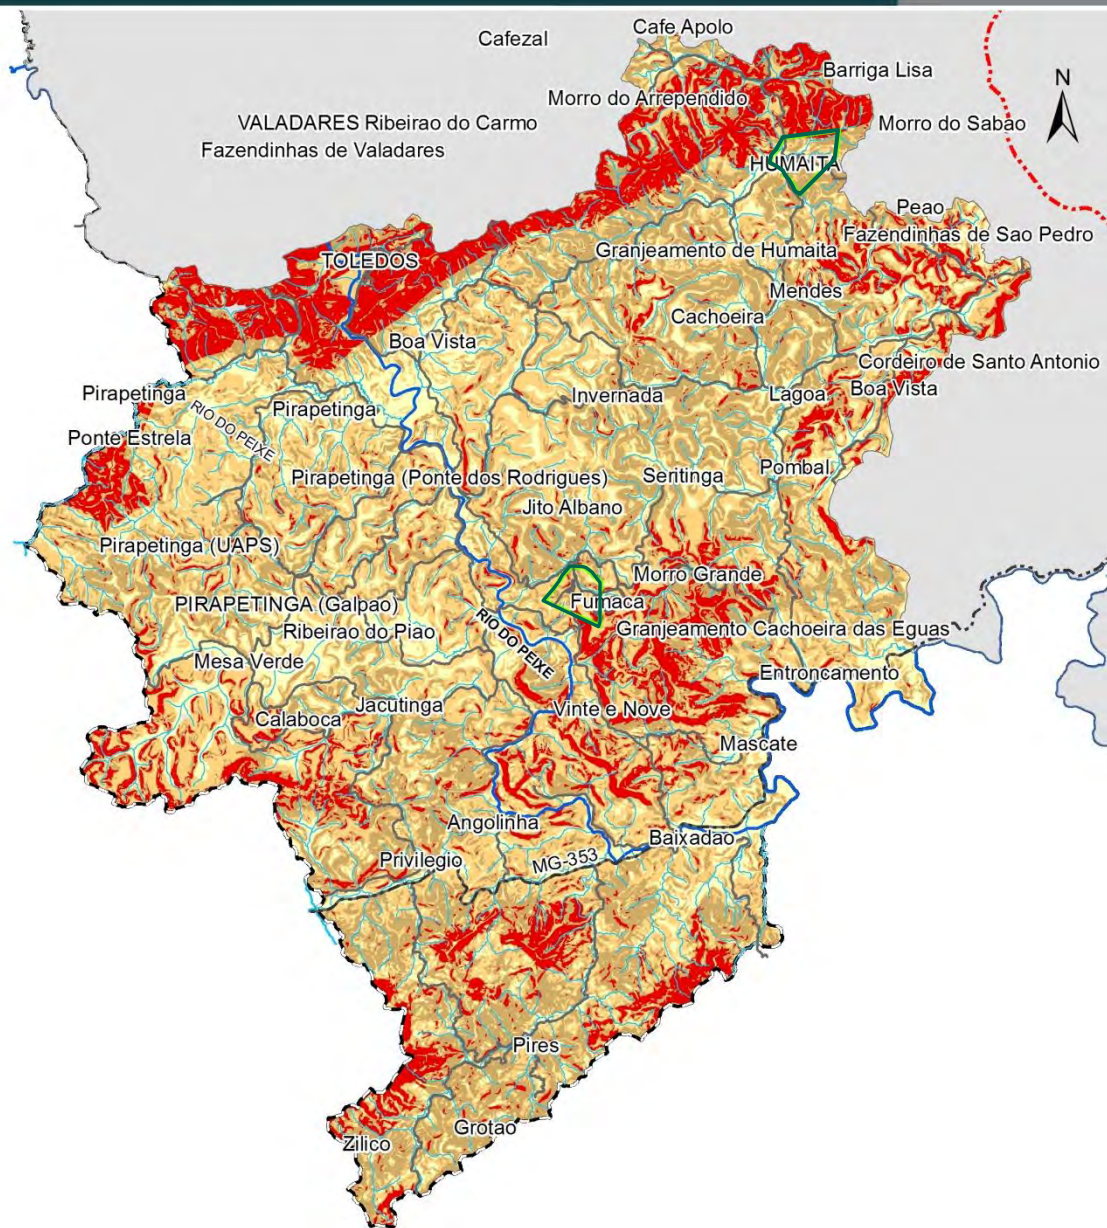 Cafe Apolo
Cafezal
Barriga Lisa
N
Morro do Arrependido
VALADARES Ribeirao do Carmo
Morro do Sabao
Fazendinhas de Valadares
HUMAITA
Peao
Fazendinhas de Sao Pedro
Granjeamento de Humaita
TOLEDOS
Mendes
Cachoeira
Boa Vista
Cordeiro de Santo Antonio
Pirapetinga
Invernada
Lagoa
Boa Vista
Pirapetinga
RIO DO PEIXE
Ponte Estrela
Pombal
Pirapetinga (Ponte dos Rodrigues)
Seritinga
Jito Albano
Pirapetinga (UAPS)
Morro Grande
PIRAPETINGA (Galpao)
Fumaca
Ribeirao do Piao
RIO DO PEIXE
Granjeamento Cachoeira das Eguas
Mesa Verde
Entroncamento
Jacutinga
Vinte e Nove
Calaboca
Mascate
Angolinha
Baixadao
Privilegio
MG-353
Pires
Grotao
Zilico